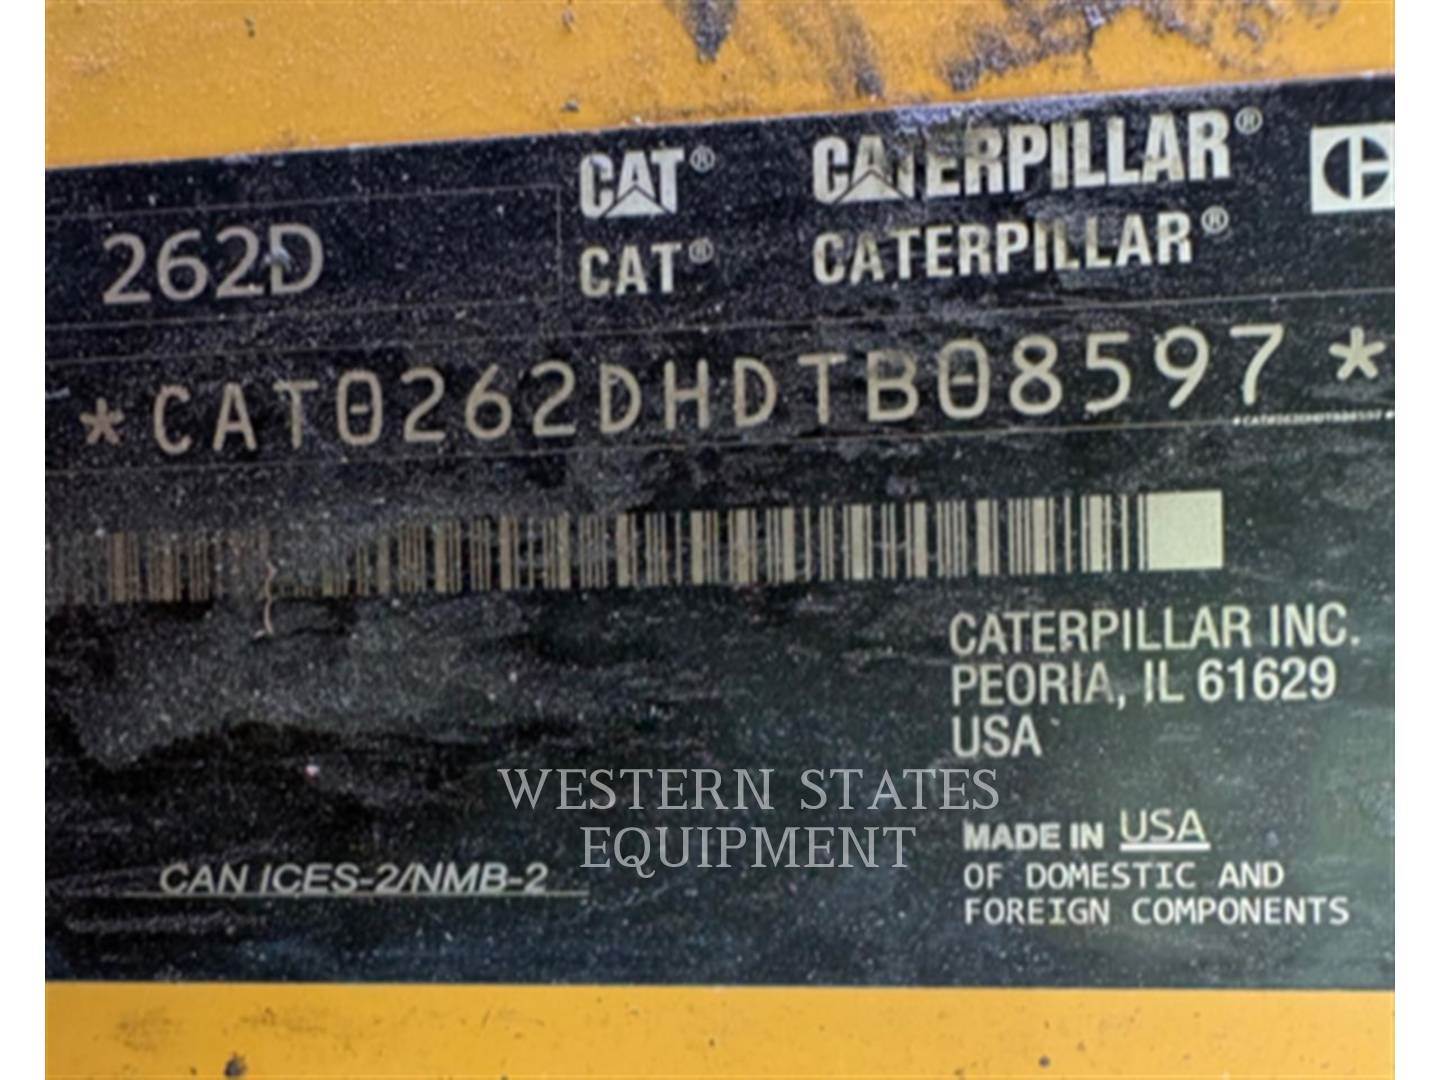 CAT® CATERPILLAR®
262D
CAT® CATERPILLAR®
*CAT0262DHDTB08597*
*CAT0262DHDTB08597*
CATERPILLAR INC.
PEORIA, IL 61629
USA
WESTERN STATES
EQUIPMENT
MADE IN USA
OF DOMESTIC AND
FOREIGN COMPONENTS
CAN ICES-2/NMB-2